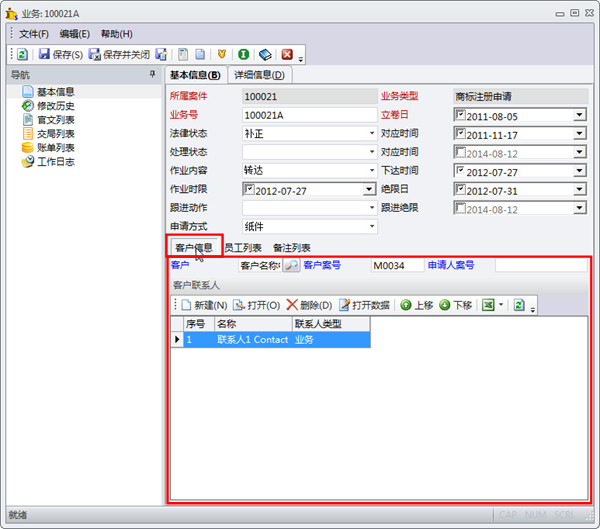 业务: 100021A
文件(F) 编辑(E) 帮助(H)
保存(S) 保存并关闭
导航
基本信息
修改历史
官文列表
交局列表
账单列表
工作日志
基本信息(B) 详细信息(D)
所属案件 100021 业务类型 商标注册申请
业务号 100021A 立卷日 2011-08-05
法律状态 补正 对应时间 2011-11-17
处理状态 对应时间 2014-08-12
作业内容 转达 下达时间 2012-07-27
作业时限 2012-07-27 绝限日 2012-07-31
跟进动作 跟进绝限 2014-08-12
申请方式 纸件
客户信息 员工列表 备注列表
客户 客户名称 客户案号 M0034 申请人案号
客户联系人
新建(N) 打开(O) 删除(D) 打开数据 上移 下移
序号 名称 联系人类型
1 联系人1 Contact 业务
就绪 CAP NUM SCRL